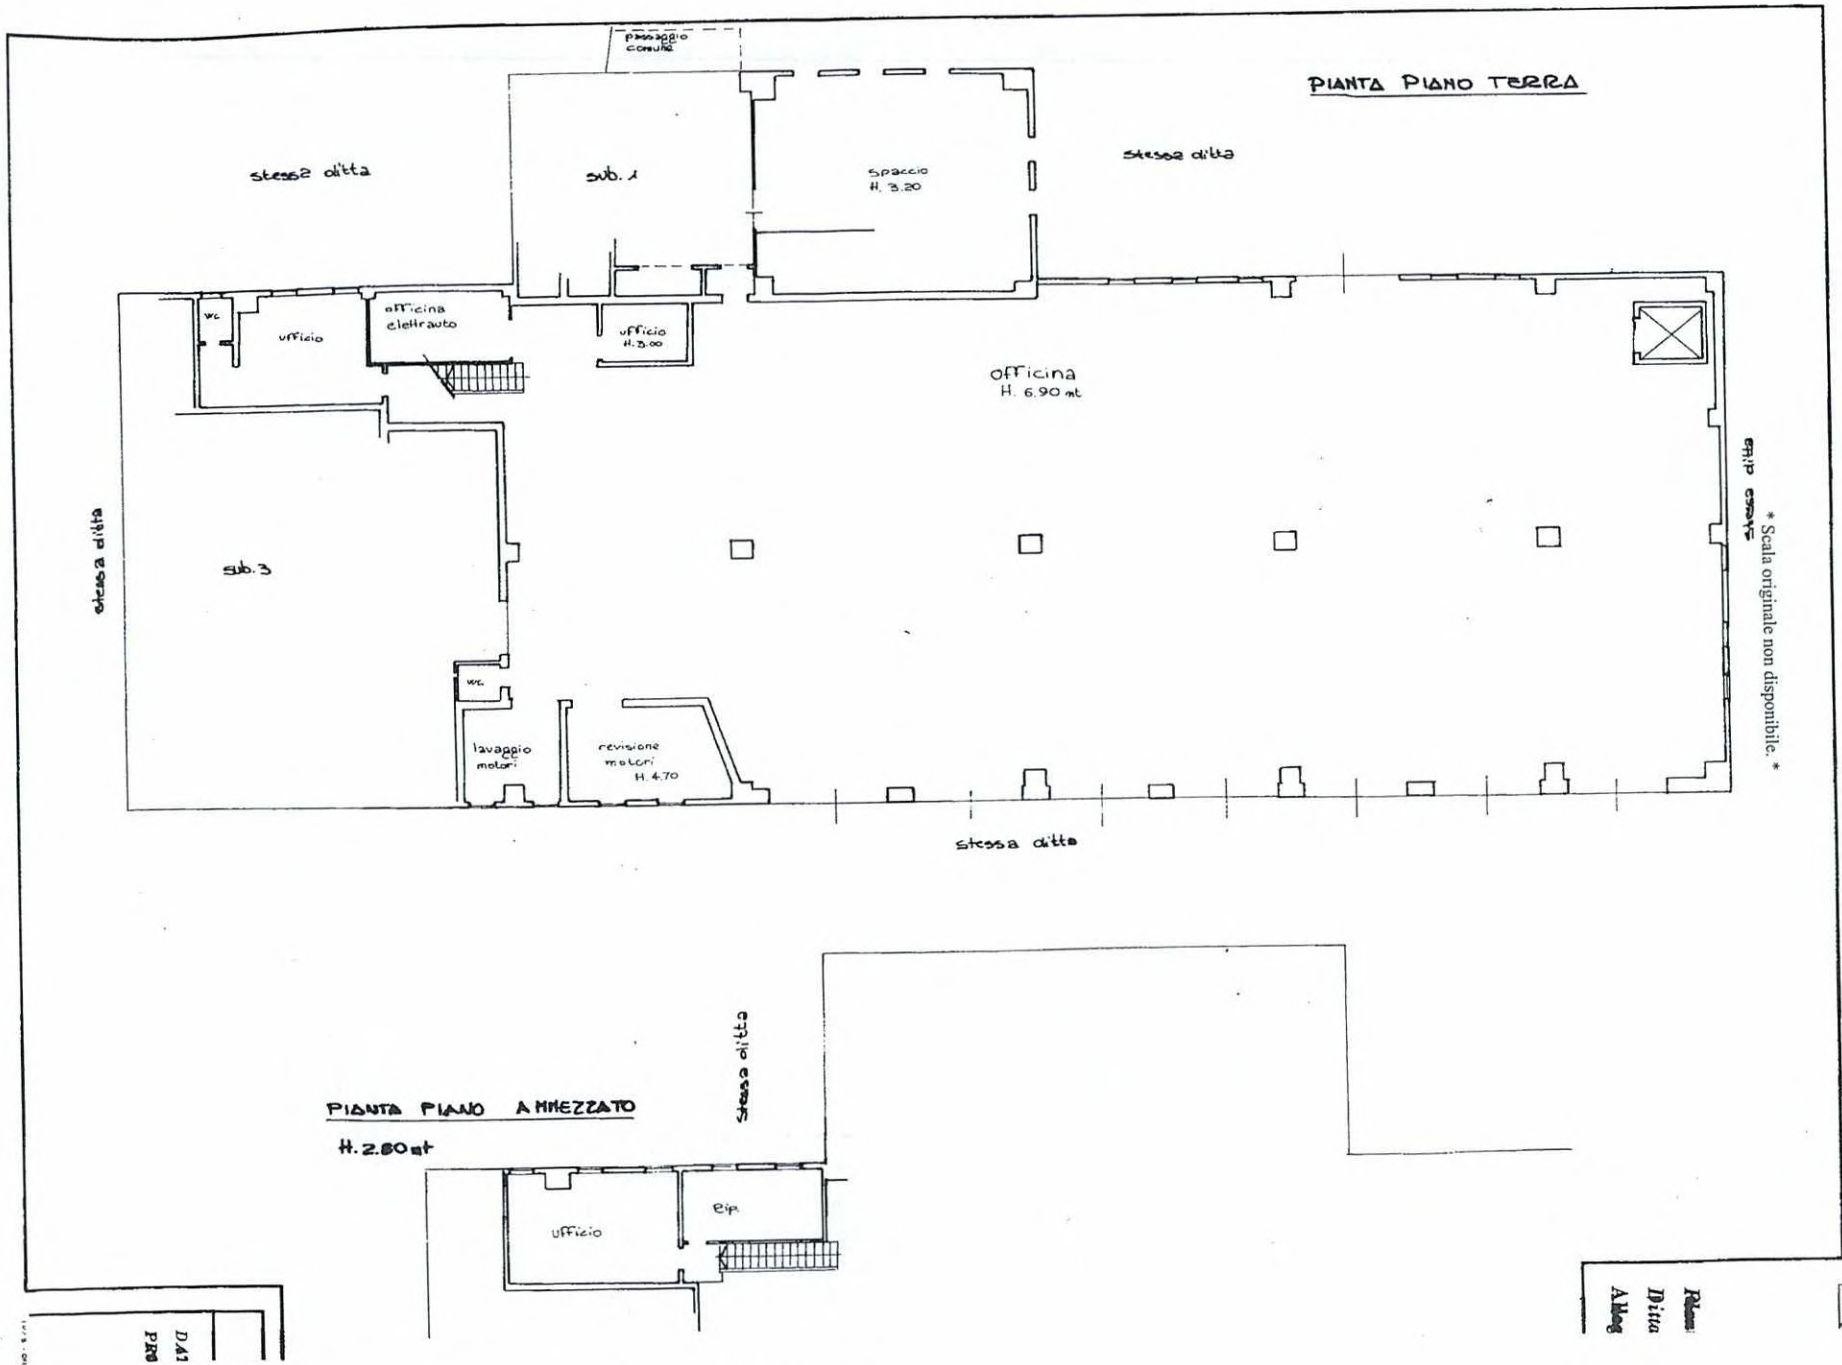 passaggio
comune
PIANTA PIANO TERRA
stessa ditta
sub. 1
spaccio
H. 3.20
stessa ditta
wc
ufficio
officina
elettrauto
ufficio
H. 3.00
officina
H. 6.90 mt
stessa ditta
* Scala originale non disponibile. *
stessa ditta
sub. 3
wc.
lavaggio
motori
revisione
motori
H. 4.70
stessa ditta
stessa ditta
PIANTA PIANO AMMEZZATO
H. 2.80 mt
ufficio
Rip.
Ditta